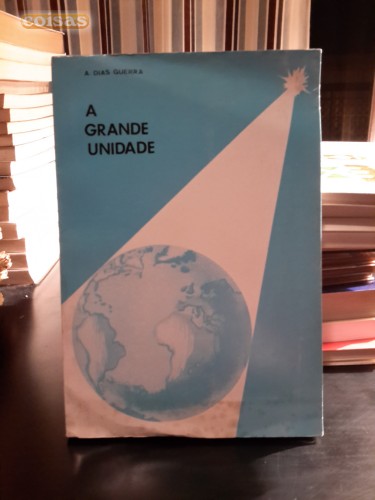 coisas
A DIAS GUERRA
A
GRANDE
UNIDADE